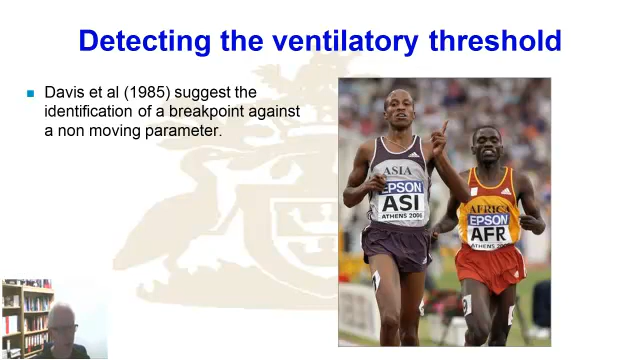 Detecting the ventilatory threshold
Davis et al (1985) suggest the
identification of a breakpoint against
a non moving parameter.
ASIA
EPSON
ASI
ATHENS 2006
AFRICA
EPSON
AFR
ATHENS 2006